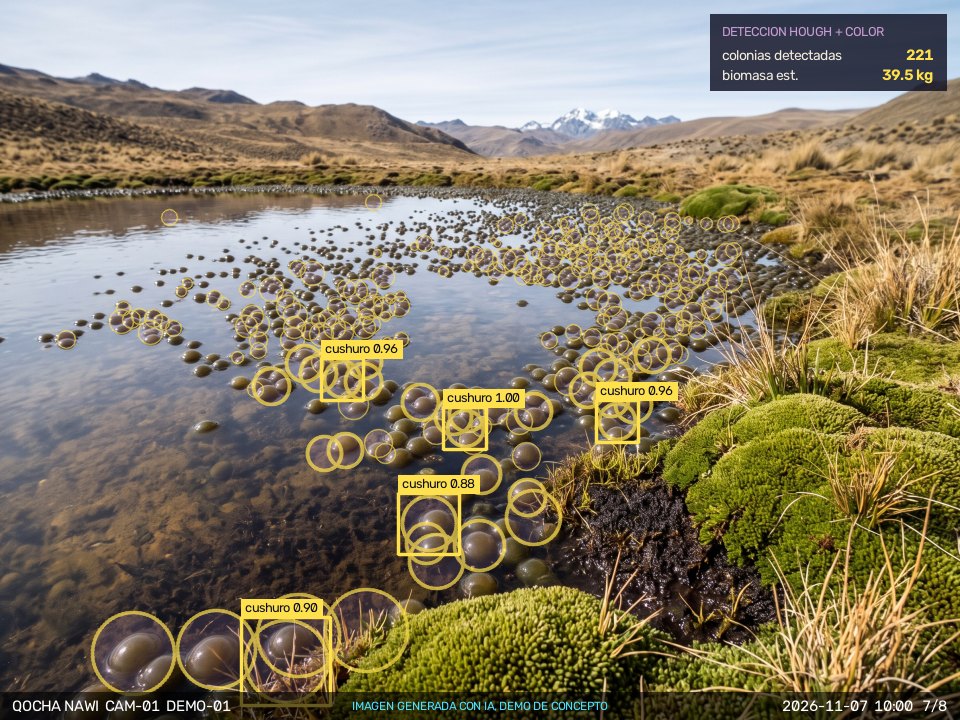 DETECCION HOUGH + COLOR
colonias detectadas 221
biomasa est. 39.5 kg
cushuro 0.96
cushuro 1.00
cushuro 0.96
cushuro 0.88
cushuro 0.90
QOCHA NAWI CAM-01 DEMO-01
IMAGEN GENERADA CON IA, DEMO DE CONCEPTO
2026-11-07 10:00 7/8